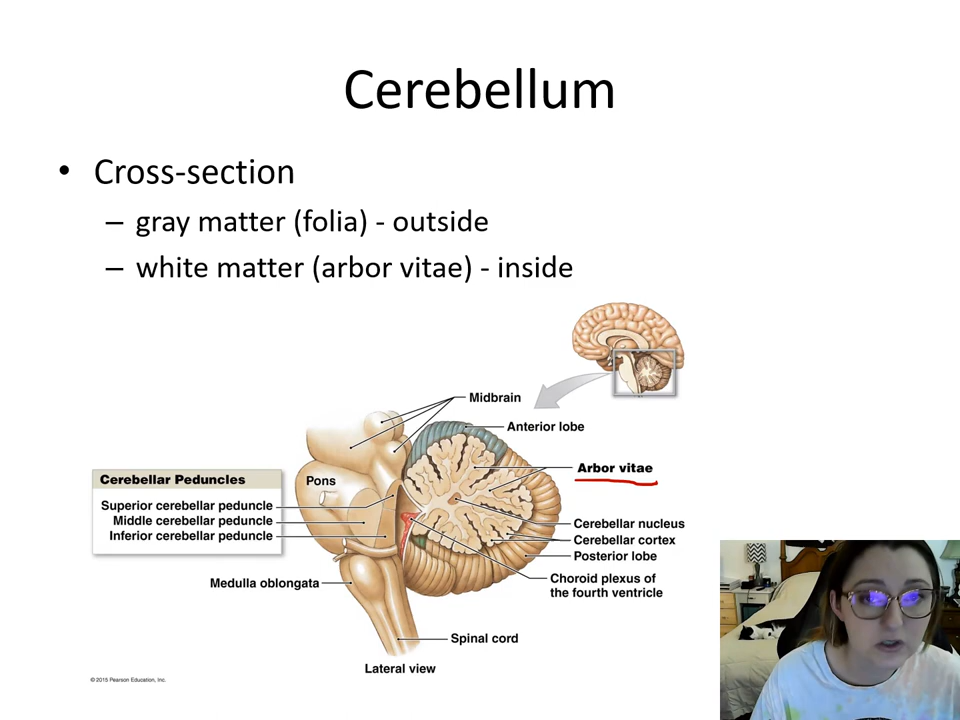 Cerebellum
• Cross-section
– gray matter (folia) - outside
– white matter (arbor vitae) - inside
Midbrain
Anterior lobe
Arbor vitae
Cerebellar Peduncles
Pons
Superior cerebellar peduncle
Middle cerebellar peduncle
Inferior cerebellar peduncle
Cerebellar nucleus
Cerebellar cortex
Posterior lobe
Choroid plexus of
the fourth ventricle
Medulla oblongata
Spinal cord
Lateral view
© 2015 Pearson Education, Inc.